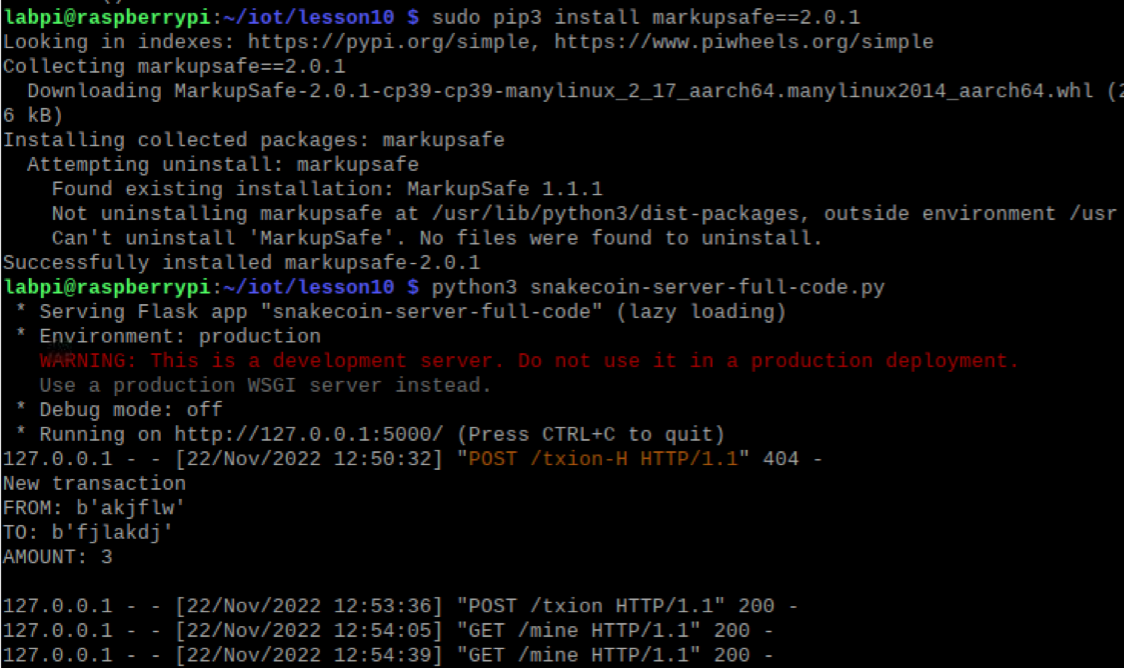 labpi@raspberrypi:~/iot/lesson10 $ sudo pip3 install markupsafe==2.0.1
Looking in indexes: https://pypi.org/simple, https://www.piwheels.org/simple
Collecting markupsafe==2.0.1
  Downloading MarkupSafe-2.0.1-cp39-cp39-manylinux_2_17_aarch64.manylinux2014_aarch64.whl (2
6 kB)
Installing collected packages: markupsafe
  Attempting uninstall: markupsafe
    Found existing installation: MarkupSafe 1.1.1
    Not uninstalling markupsafe at /usr/lib/python3/dist-packages, outside environment /usr
    Can't uninstall 'MarkupSafe'. No files were found to uninstall.
Successfully installed markupsafe-2.0.1
labpi@raspberrypi:~/iot/lesson10 $ python3 snakecoin-server-full-code.py
 * Serving Flask app "snakecoin-server-full-code" (lazy loading)
 * Environment: production
   WARNING: This is a development server. Do not use it in a production deployment.
   Use a production WSGI server instead.
 * Debug mode: off
 * Running on http://127.0.0.1:5000/ (Press CTRL+C to quit)
127.0.0.1 - - [22/Nov/2022 12:50:32] "POST /txion-H HTTP/1.1" 404 -
New transaction
FROM: b'akjflw'
TO: b'fjlakdj'
AMOUNT: 3
127.0.0.1 - - [22/Nov/2022 12:53:36] "POST /txion HTTP/1.1" 200 -
127.0.0.1 - - [22/Nov/2022 12:54:05] "GET /mine HTTP/1.1" 200 -
127.0.0.1 - - [22/Nov/2022 12:54:39] "GET /mine HTTP/1.1" 200 -